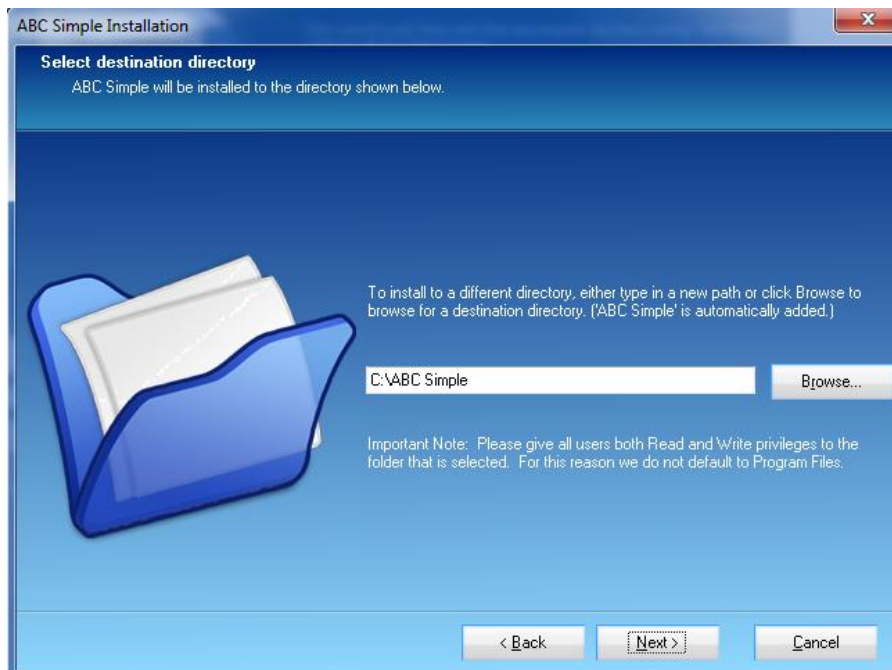 ABC Simple Installation
Select destination directory
ABC Simple will be installed to the directory shown below.
To install to a different directory, either type in a new path or click Browse to
browse for a destination directory. ('ABC Simple' is automatically added.)
C:\ABC Simple
Browse...
Important Note: Please give all users both Read and Write privileges to the
folder that is selected. For this reason we do not default to Program Files.
< Back
Next >
Cancel